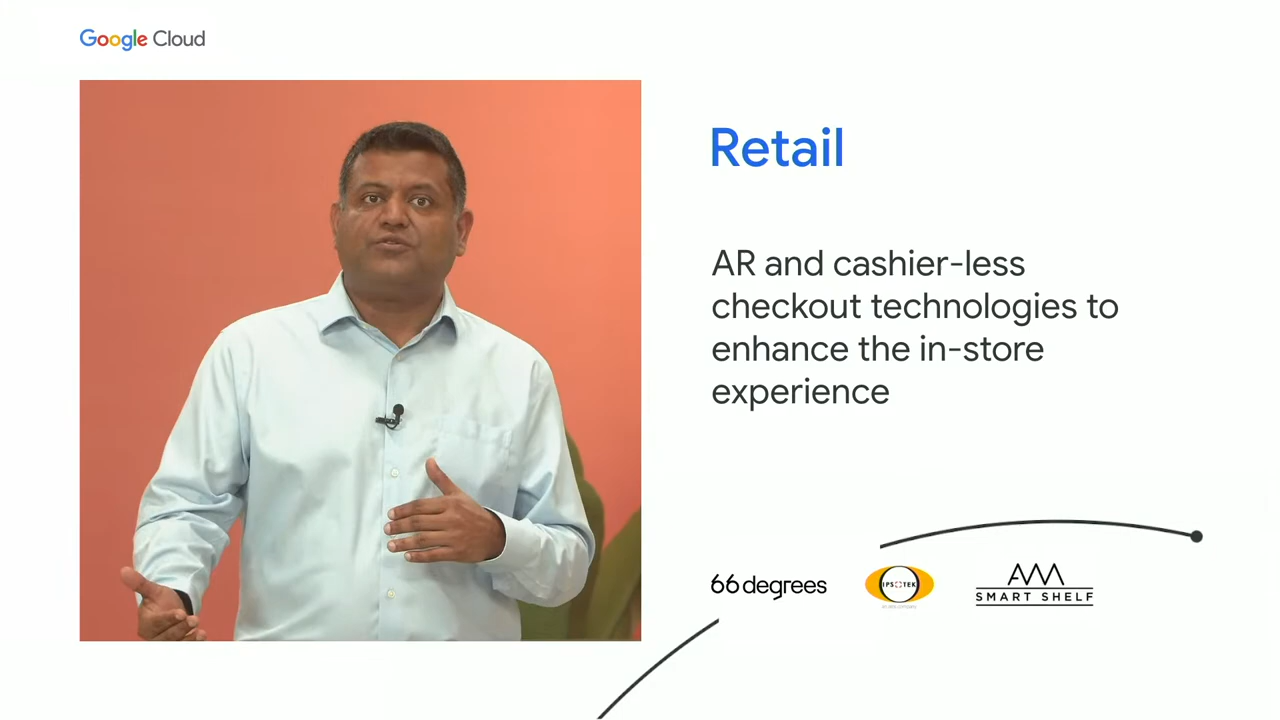 Google Cloud
Retail
AR and cashier-less
checkout technologies to
enhance the in-store
experience
66degrees
IPSOTEK
AWM
SMART SHELF